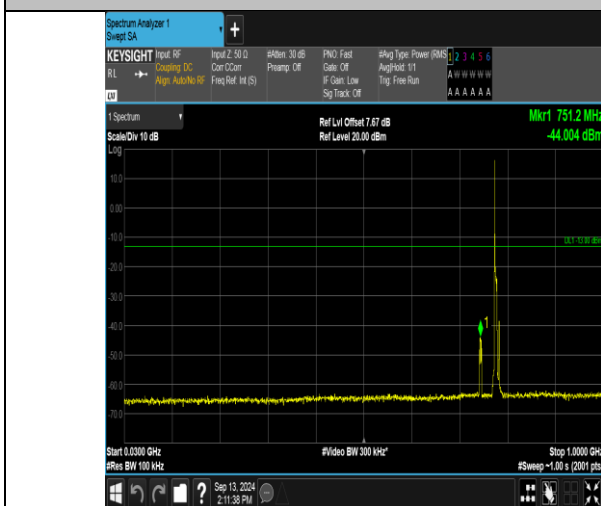 Spectrum Analyzer 1
Swept SA
+
KEYSIGHT Input: RF Input Z: 50 Ω #Atten: 30 dB PNO: Fast #Avg Type: Power (RMS 1 2 3 4 5 6
RL Coupling: DC Corr CCorr Preamp: Off Gate: Off Avg|Hold: 1/1 A W W W W W
Align: Auto/No RF Freq Ref: Int (S) IF Gain: Low Trig: Free Run
Sig Track: Off A A A A A A
1 Spectrum Ref Lvl Offset 7.67 dB Mkr1 751.2 MHz
Scale/Div 10 dB Ref Level 20.00 dBm -44.004 dBm
Log
10.0
0.00
-10.0
DL1 -13.00 dBm
-20.0
-30.0
-40.0
1
-50.0
-60.0
-70.0
Start 0.0300 GHz #Video BW 300 kHz* Stop 1.0000 GHz
#Res BW 100 kHz #Sweep ~1.00 s (2001 pts
? Sep 13, 2024
2:11:38 PM